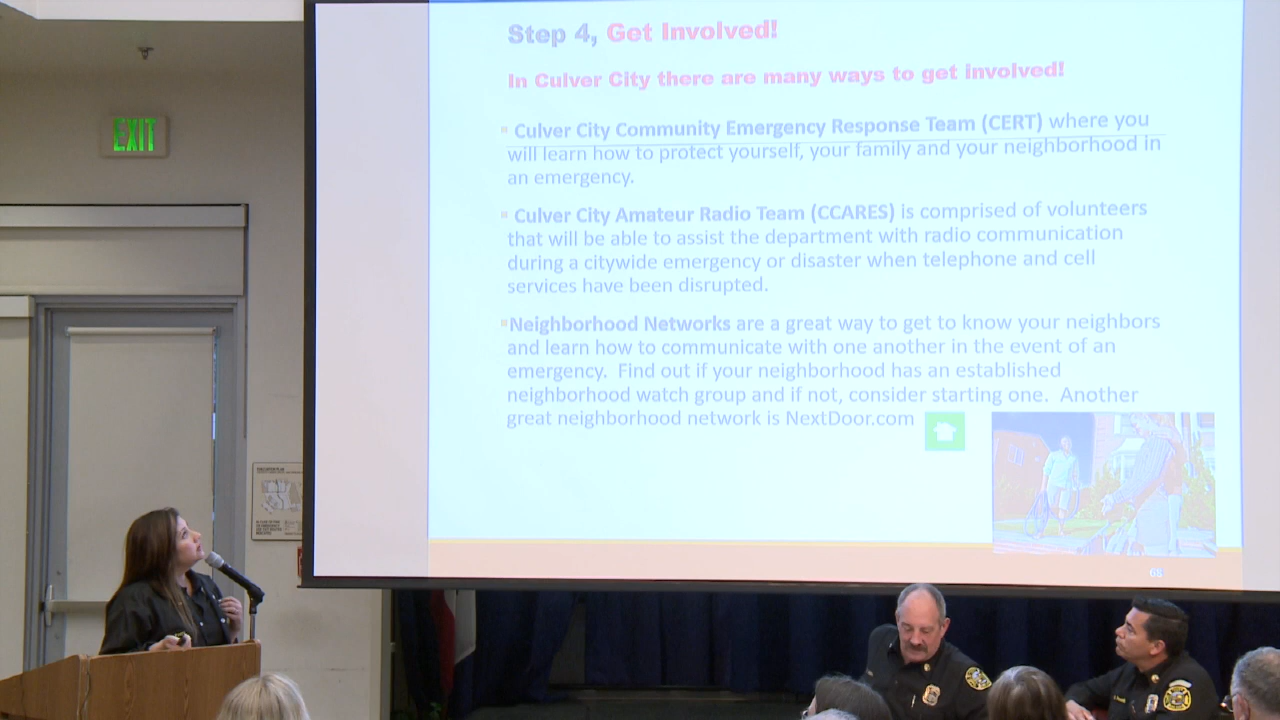 Step 4, Get Involved!
In Culver City there are many ways to get involved!
Culver City Community Emergency Response Team (CERT) where you
will learn how to protect yourself, your family and your neighborhood in
an emergency.
Culver City Amateur Radio Team (CCARES) is comprised of volunteers
that will be able to assist the department with radio communication
during a citywide emergency or disaster when telephone and cell
services have been disrupted.
Neighborhood Networks are a great way to get to know your neighbors
and learn how to communicate with one another in the event of an
emergency. Find out if your neighborhood has an established
neighborhood watch group and if not, consider starting one. Another
great neighborhood network is NextDoor.com
68
EXIT